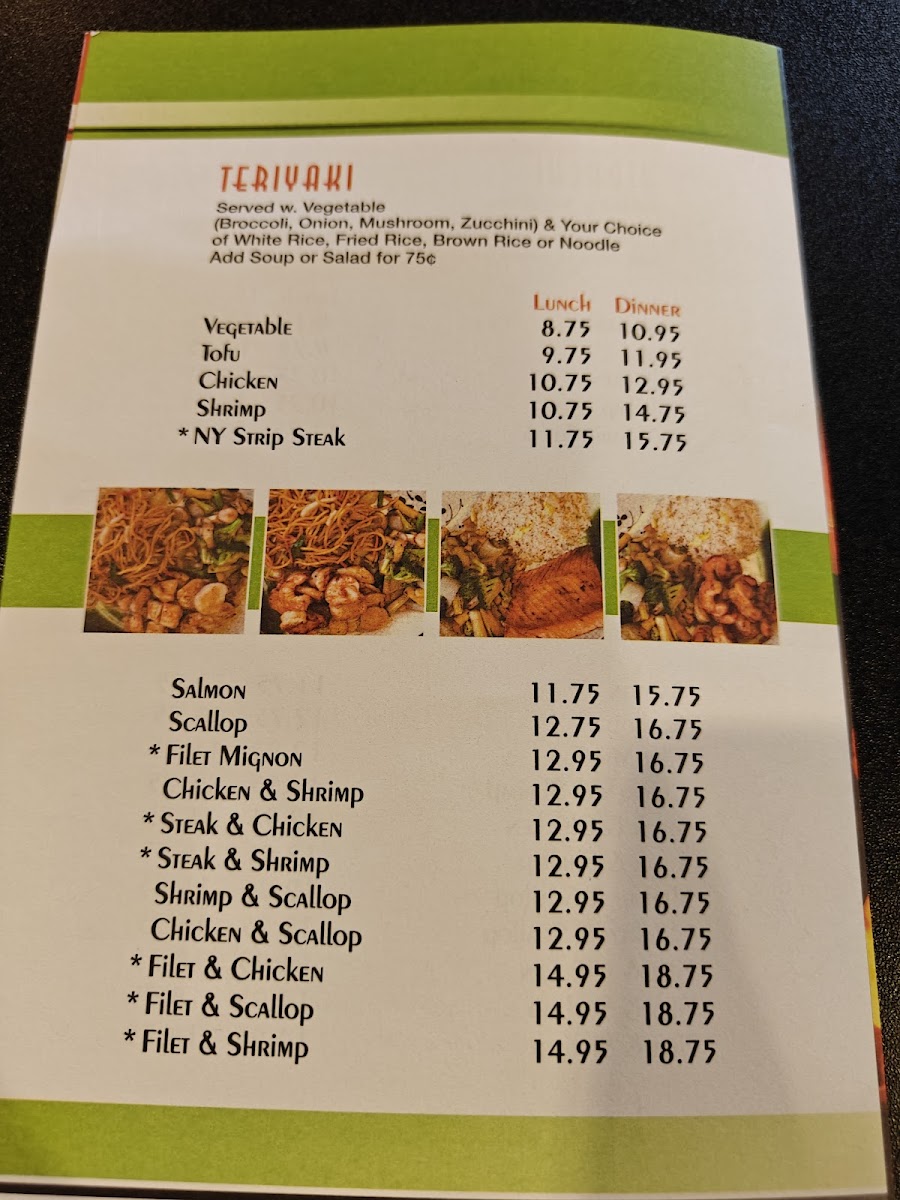 TERIYAKI
Served w. Vegetable
(Broccoli, Onion, Mushroom, Zucchini) & Your Choice
of White Rice, Fried Rice, Brown Rice or Noodle
Add Soup or Salad for 75¢
Lunch Dinner
Vegetable 8.75 10.95
Tofu 9.75 11.95
Chicken 10.75 12.95
Shrimp 10.75 14.75
* NY Strip Steak 11.75 15.75
Salmon 11.75 15.75
Scallop 12.75 16.75
* Filet Mignon 12.95 16.75
Chicken & Shrimp 12.95 16.75
* Steak & Chicken 12.95 16.75
* Steak & Shrimp 12.95 16.75
Shrimp & Scallop 12.95 16.75
Chicken & Scallop 12.95 16.75
* Filet & Chicken 14.95 18.75
* Filet & Scallop 14.95 18.75
* Filet & Shrimp 14.95 18.75